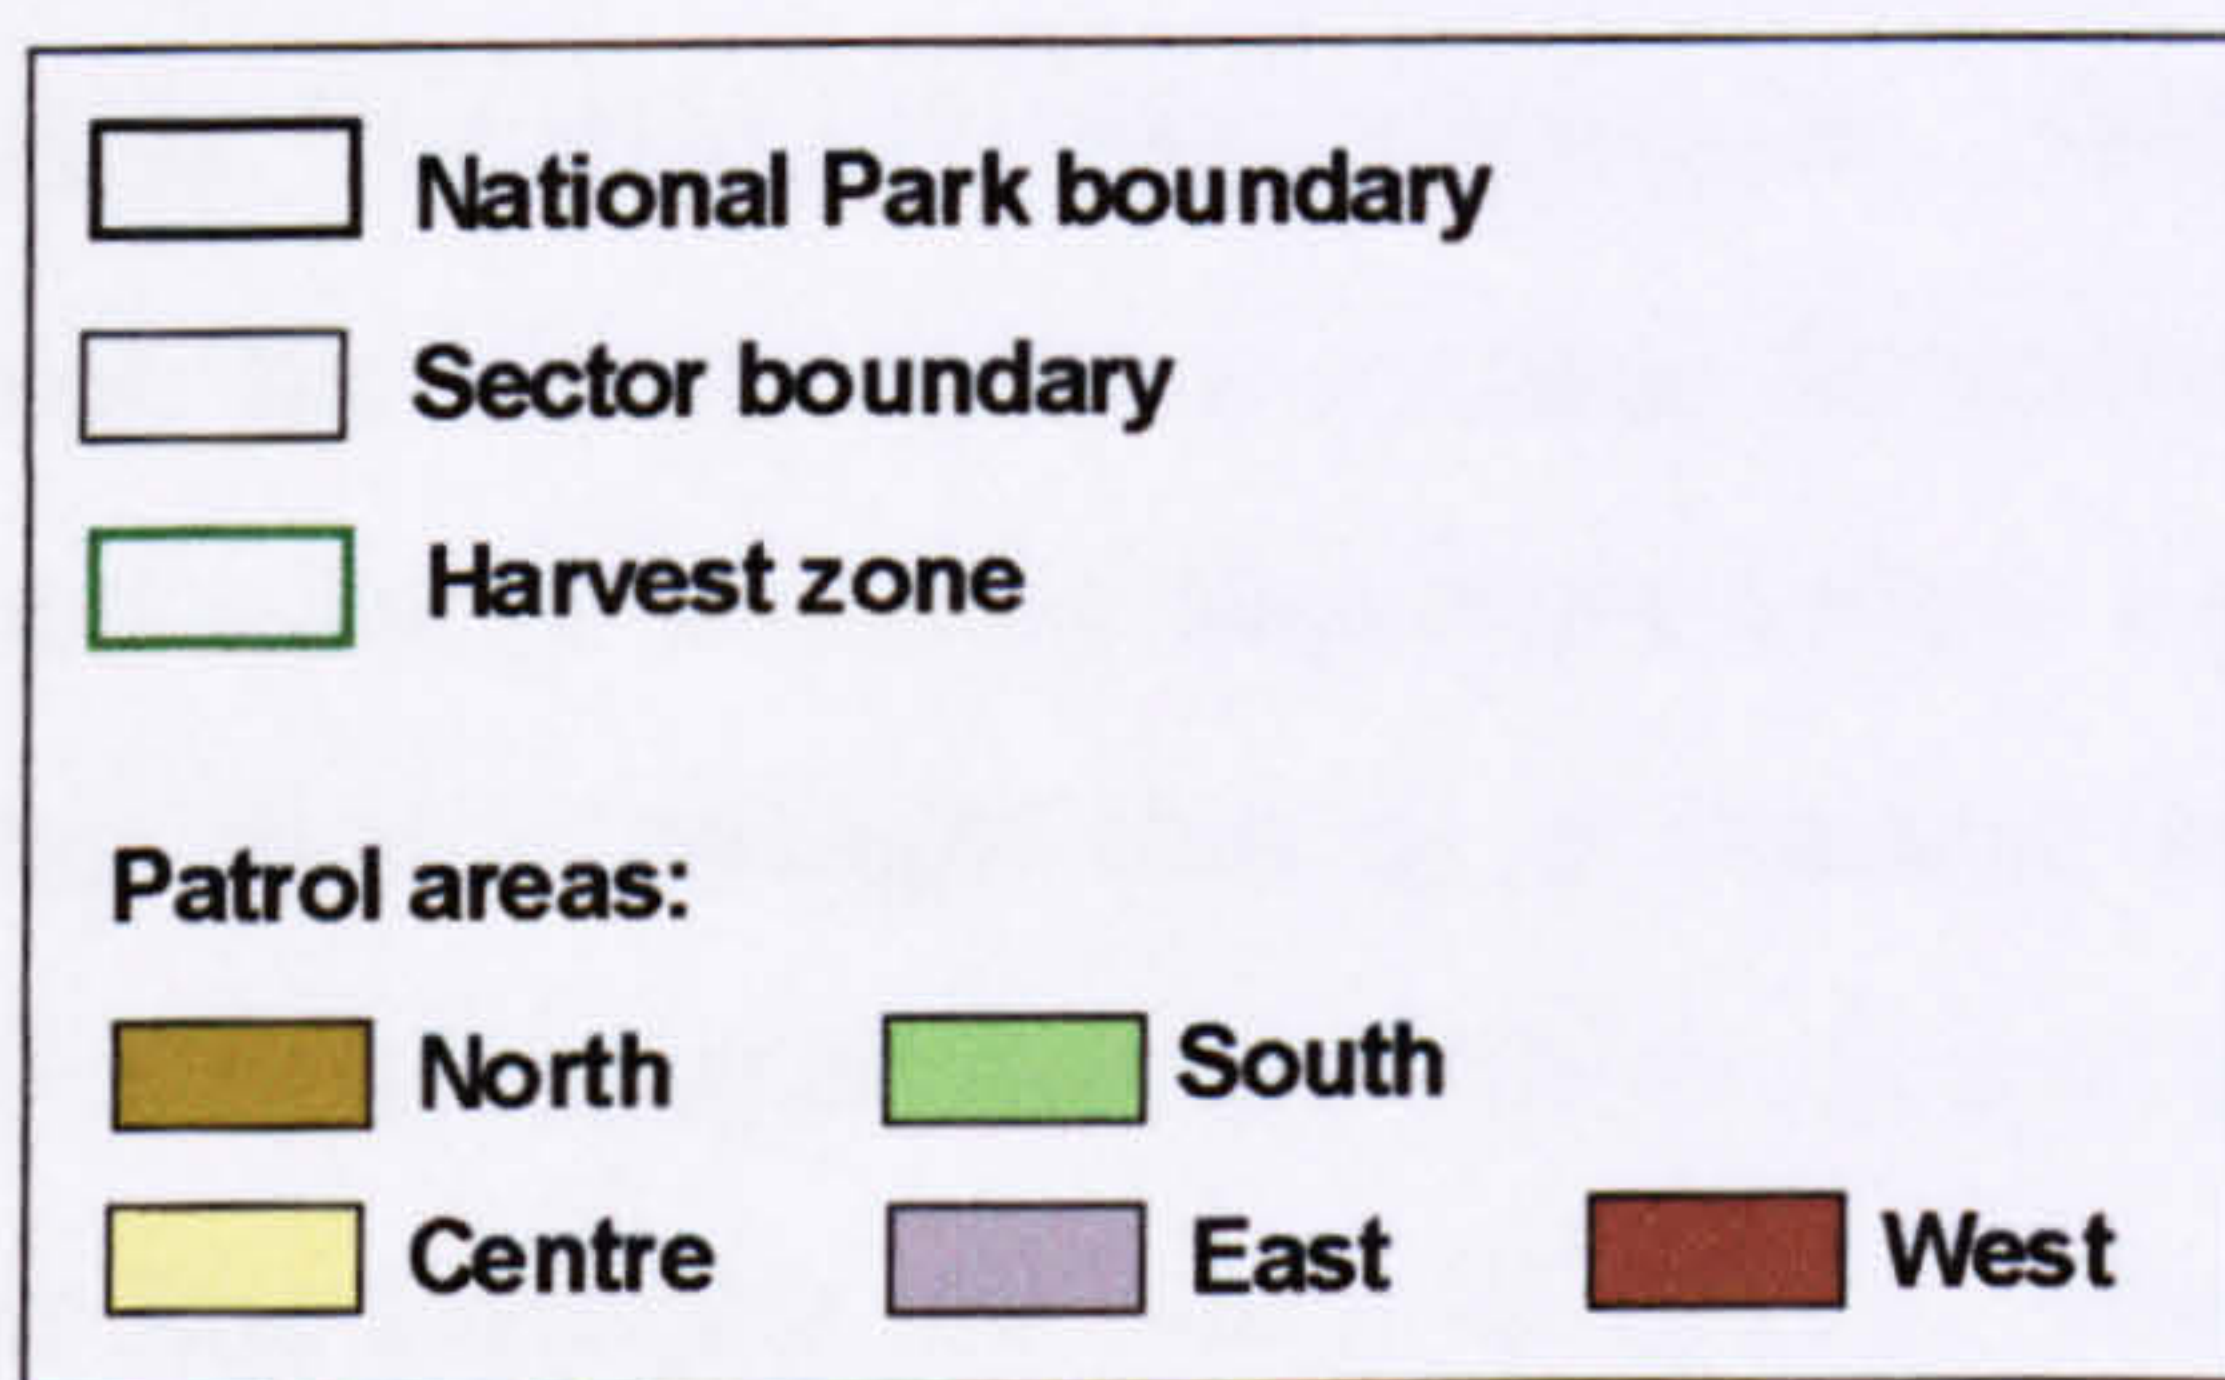 National Park boundary
Sector boundary
Harvest zone
Patrol areas:
North South
Centre East West